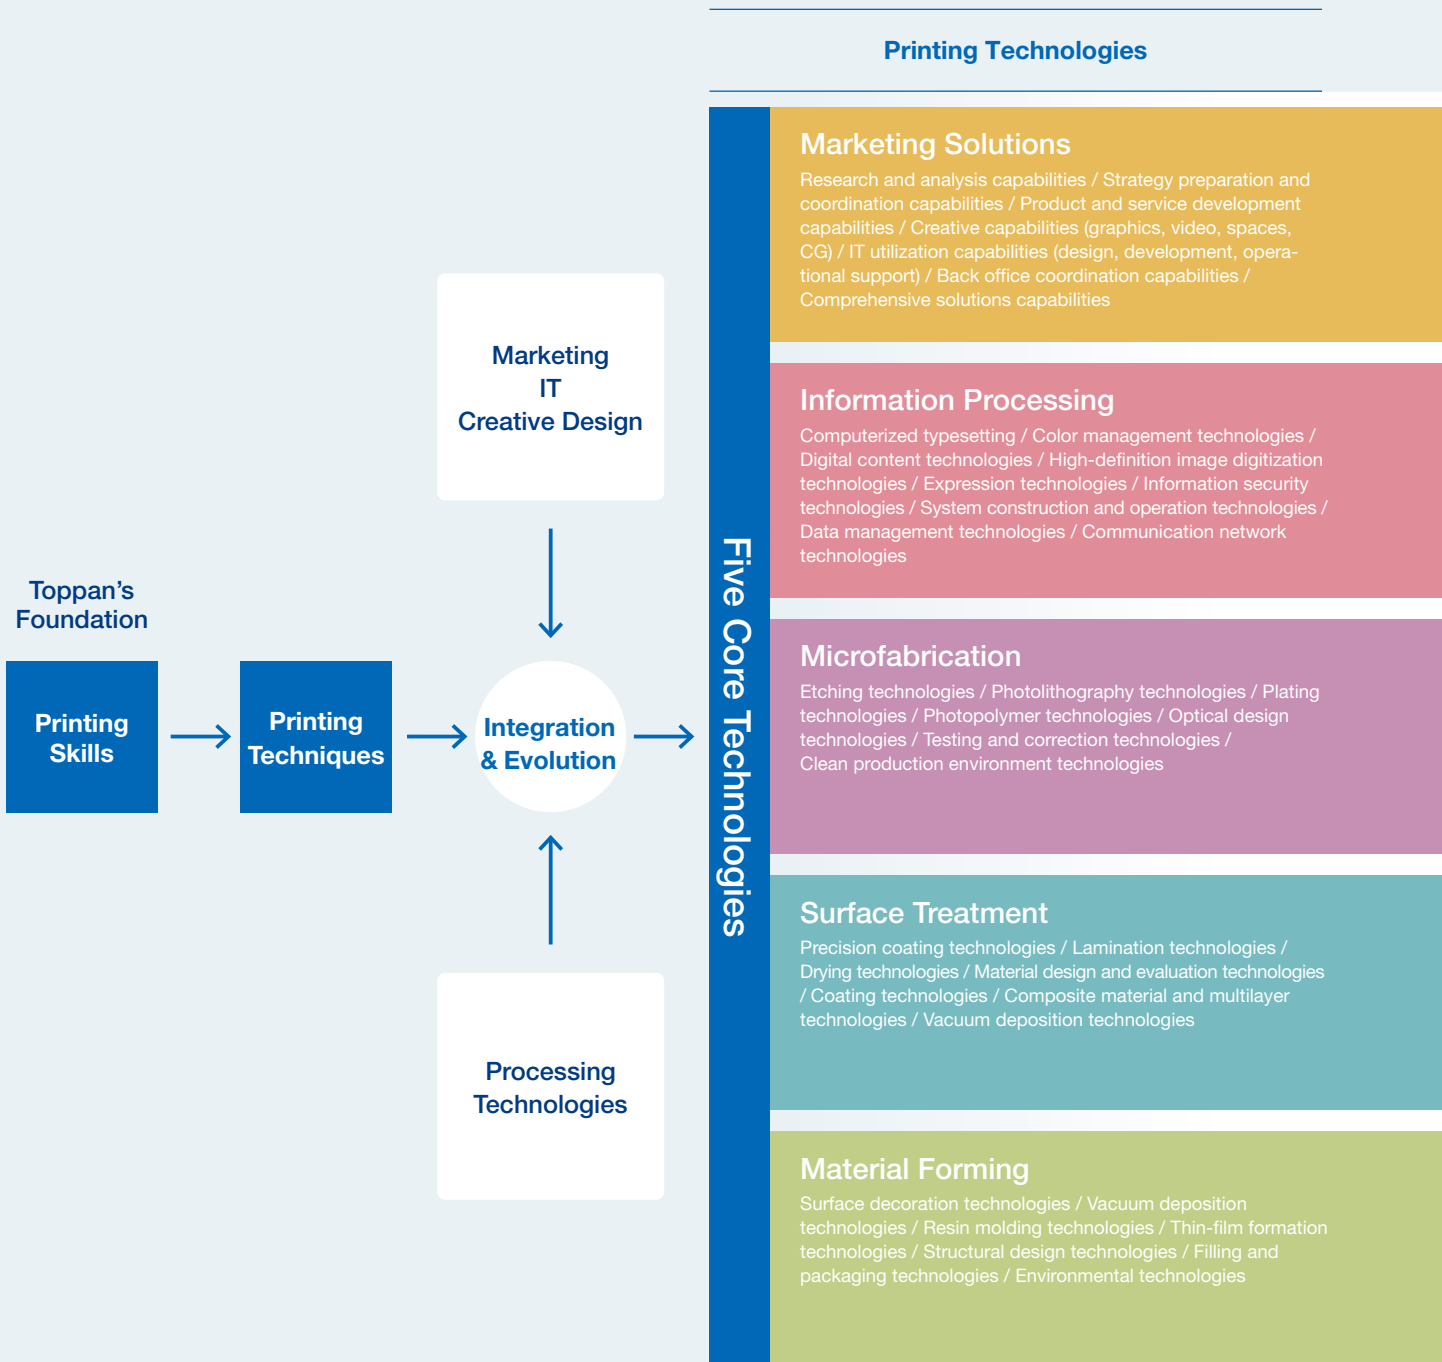 Printing Technologies
Marketing Solutions
Research and analysis capabilities / Strategy preparation and
coordination capabilities / Product and service development
capabilities / Creative capabilities (graphics, video, spaces,
CG) / IT utilization capabilities (design, development, opera-
tional support) / Back office coordination capabilities /
Comprehensive solutions capabilities
Marketing
IT
Creative Design
Information Processing
Computerized typesetting / Color management technologies /
Digital content technologies / High-definition image digitization
technologies / Expression technologies / Information security
technologies / System construction and operation technologies /
Data management technologies / Communication network
technologies
Toppan’s
Foundation
Printing
Skills
Printing
Techniques
Integration
& Evolution
Five Core Technologies
Microfabrication
Etching technologies / Photolithography technologies / Plating
technologies / Photopolymer technologies / Optical design
technologies / Testing and correction technologies /
Clean production environment technologies
Surface Treatment
Precision coating technologies / Lamination technologies /
Drying technologies / Material design and evaluation technologies
/ Coating technologies / Composite material and multilayer
technologies / Vacuum deposition technologies
Processing
Technologies
Material Forming
Surface decoration technologies / Vacuum deposition
technologies / Resin molding technologies / Thin-film formation
technologies / Structural design technologies / Filling and
packaging technologies / Environmental technologies